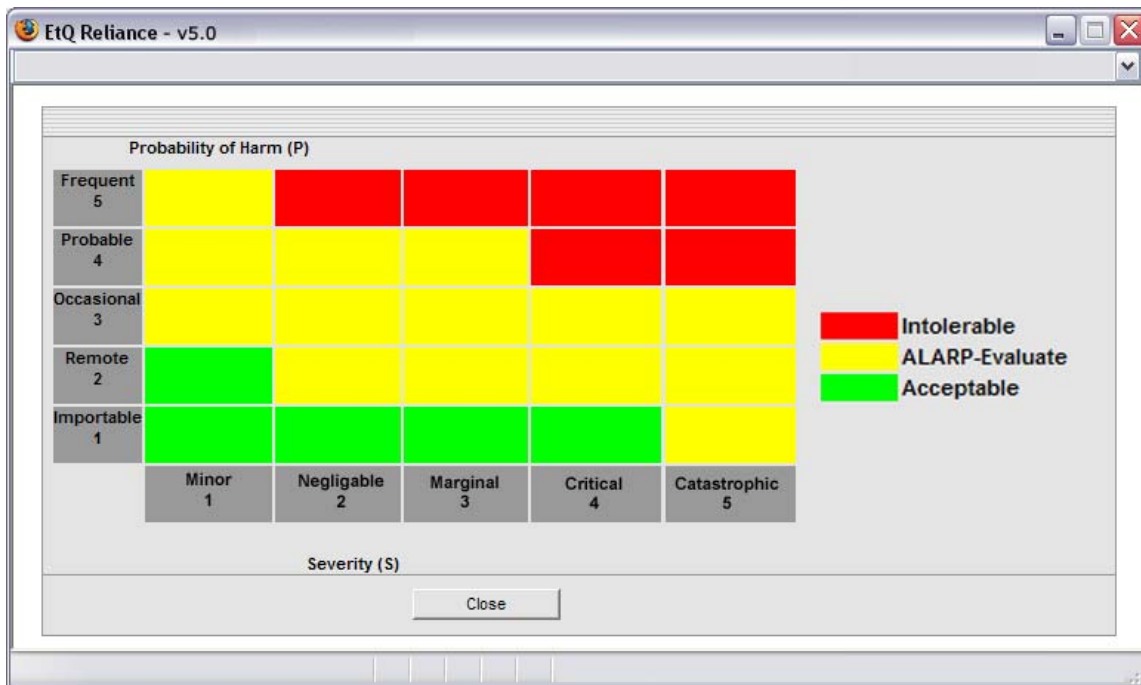 EtQ Reliance - v5.0
Probability of Harm (P)
Frequent
5
Probable
4
Occasional
3
Remote
2
Importable
1
Minor
1
Negligable
2
Marginal
3
Critical
4
Catastrophic
5
Severity (S)
Intolerable
ALARP-Evaluate
Acceptable
Close